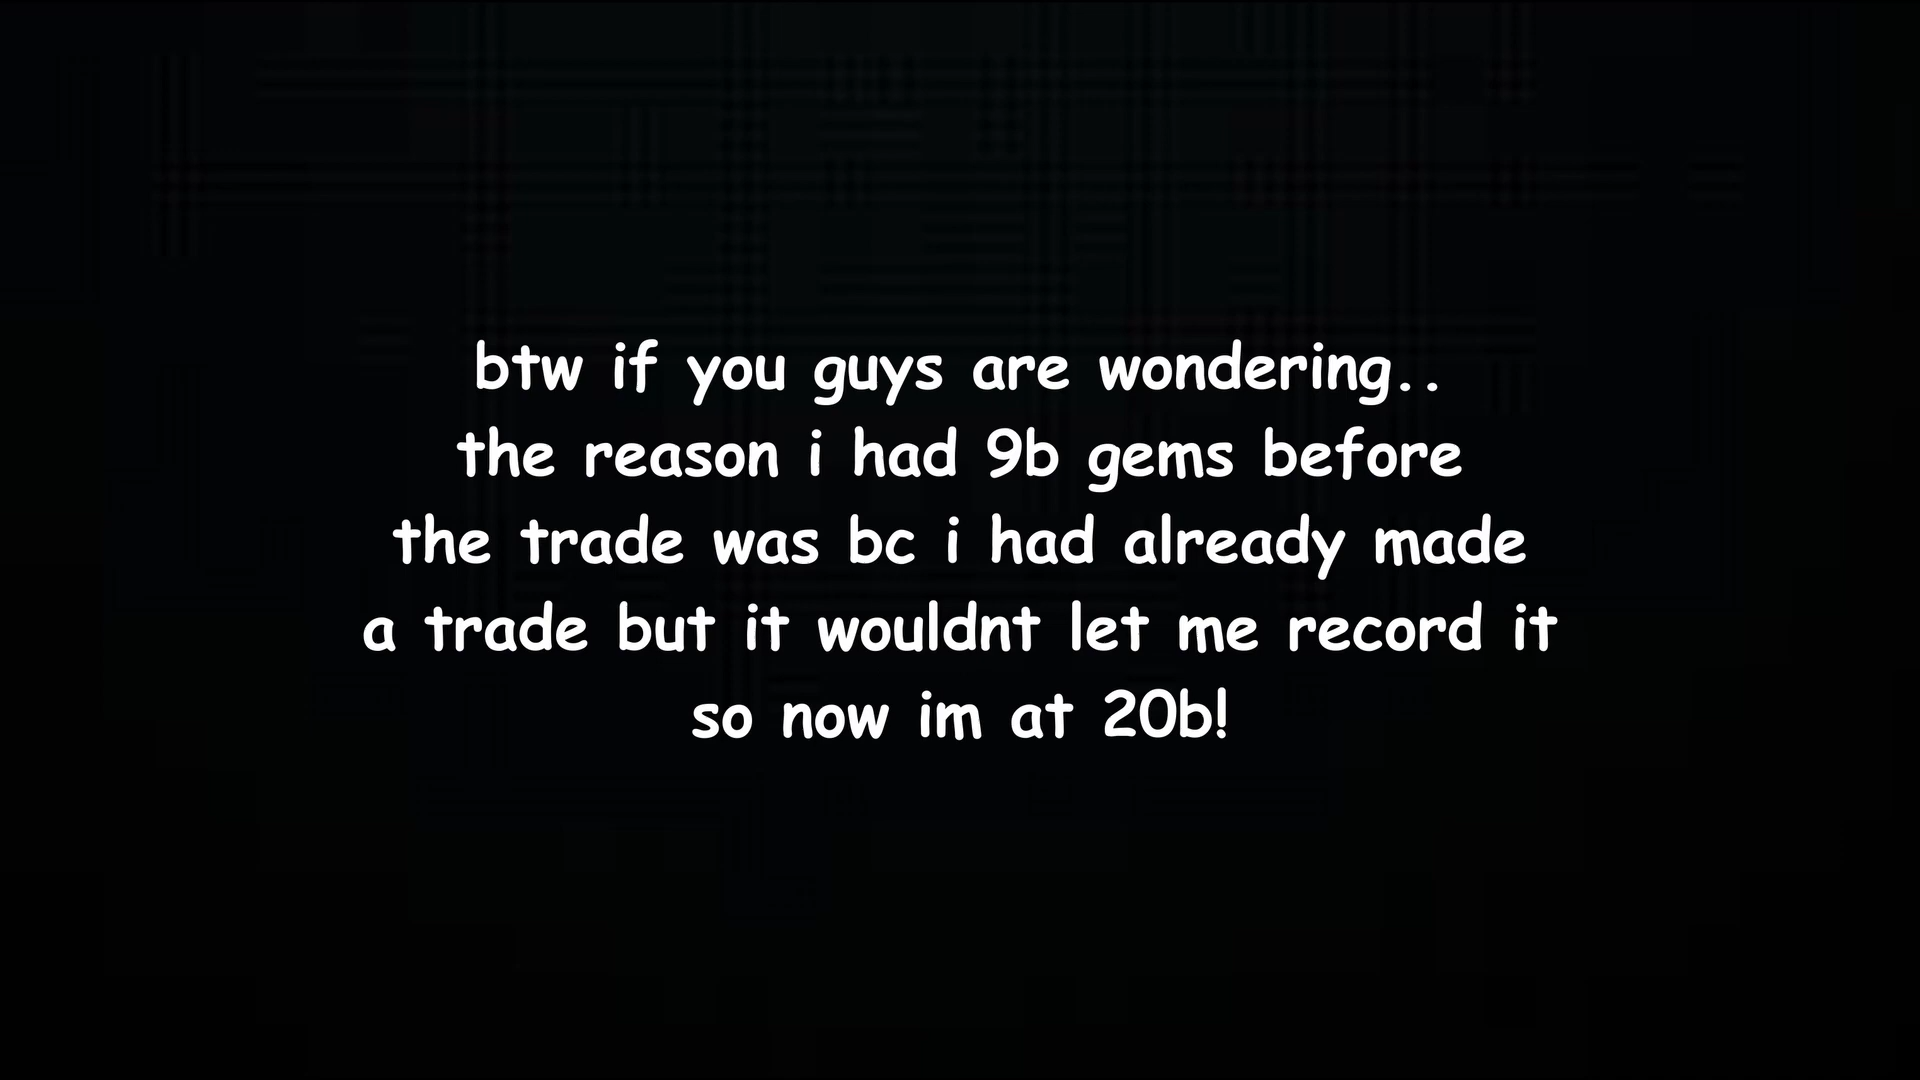 btw if you guys are wondering..
the reason i had 9b gems before
the trade was bc i had already made
a trade but it wouldnt let me record it
so now im at 20b!